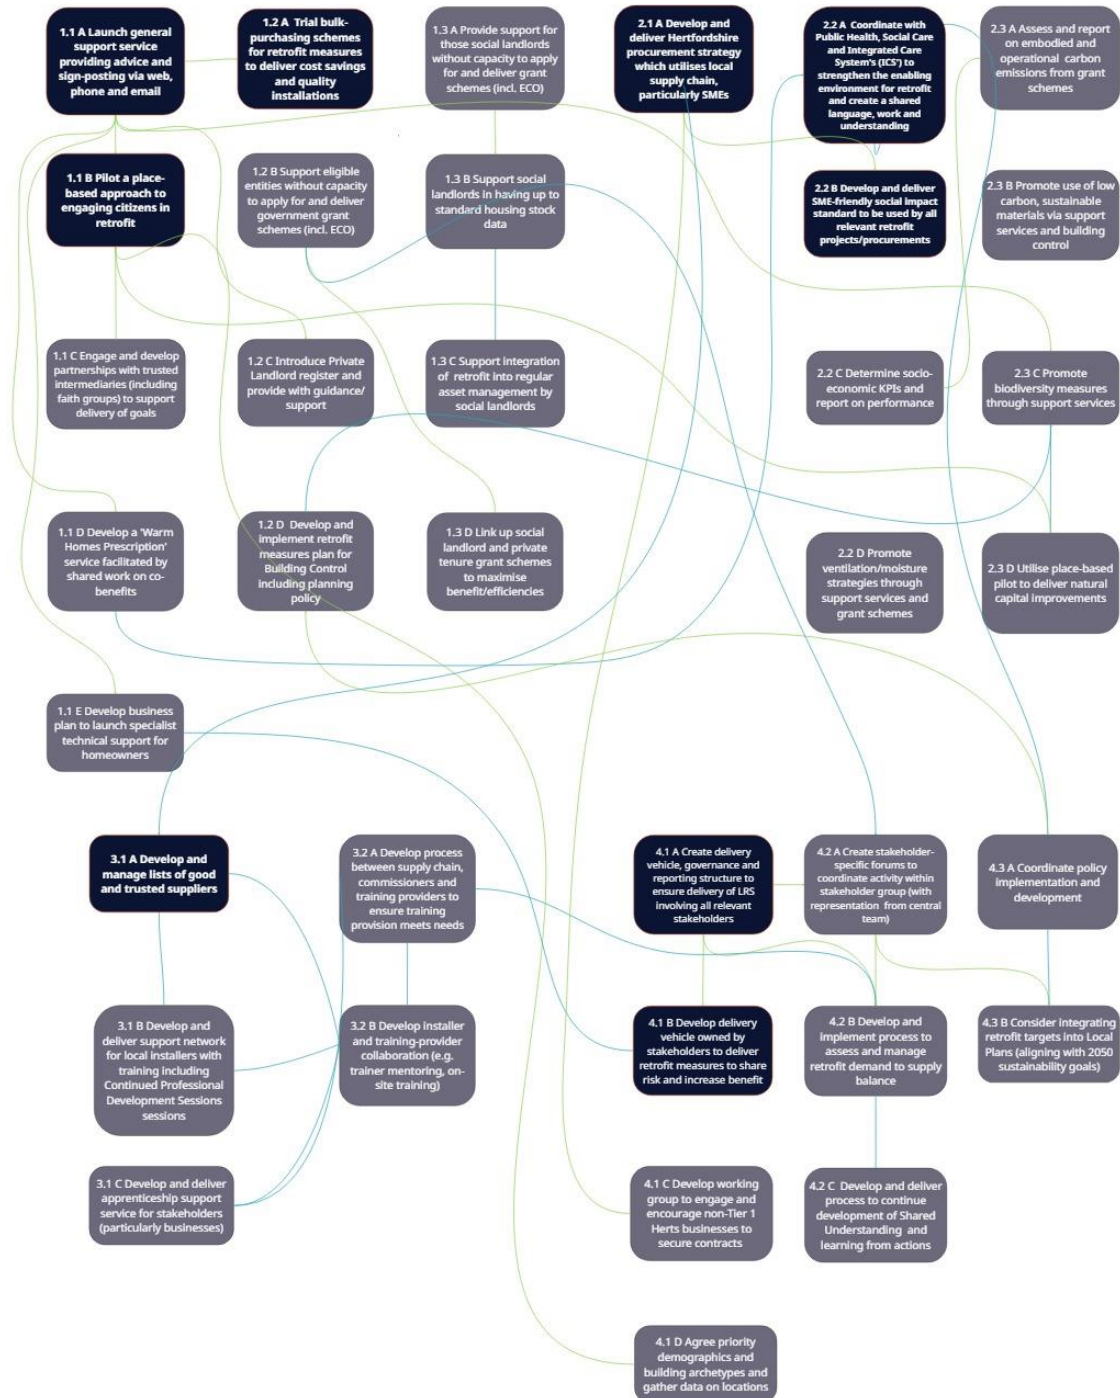 1.1 A Launch general
support service
providing advice and
sign-posting via web,
phone and email
1.2 A Trial bulk-
purchasing schemes
for retrofit measures
to deliver cost savings
and quality
installations
1.3 A Provide support for
those social landlords
without capacity to apply
for and deliver grant
schemes (incl. ECO)
2.1 A Develop and
deliver Hertfordshire
procurement strategy
which utilises local
supply chain,
particularly SMEs
2.2 A Coordinate with
Public Health, Social Care
and Integrated Care
System's (ICS') to
strengthen the enabling
environment for retrofit
and create a shared
language, work and
understanding
2.3 A Assess and report
on embodied and
operational carbon
emissions from grant
schemes
1.1 B Pilot a place-
based approach to
engaging citizens in
retrofit
1.2 B Support eligible
entities without capacity
to apply for and deliver
government grant
schemes (incl. ECO)
1.3 B Support social
landlords in having up to
standard housing stock
data
2.2 B Develop and deliver
SME-friendly social impact
standard to be used by all
relevant retrofit
projects/procurements
2.3 B Promote use of low
carbon, sustainable
materials via support
services and building
control
1.1 C Engage and develop
partnerships with trusted
intermediaries (including
faith groups) to support
delivery of goals
1.2 C Introduce Private
Landlord register and
provide with guidance/
support
1.3 C Support integration
of retrofit into regular
asset management by
social landlords
2.2 C Determine socio-
economic KPIs and
report on performance
2.3 C Promote
biodiversity measures
through support services
1.1 D Develop a 'Warm
Homes Prescription'
service facilitated by
shared work on co-
benefits
1.2 D Develop and
implement retrofit
measures plan for
Building Control
including planning
policy
1.3 D Link up social
landlord and private
tenure grant schemes
to maximise
benefit/efficiencies
2.2 D Promote
ventilation/moisture
strategies through
support services and
grant schemes
2.3 D Utilise place-based
pilot to deliver natural
capital improvements
1.1 E Develop business
plan to launch specialist
technical support for
homeowners
3.1 A Develop and
manage lists of good
and trusted suppliers
3.2 A Develop process
between supply chain,
commissioners and
training providers to
ensure training
provision meets needs
4.1 A Create delivery
vehicle, governance and
reporting structure to
ensure delivery of LRS
involving all relevant
stakeholders
4.2 A Create stakeholder-
specific forums to
coordinate activity within
stakeholder group (with
representation from central
team)
4.3 A Coordinate policy
implementation and
development
3.1 B Develop and
deliver support network
for local installers with
training including
Continued Professional
Development Sessions
sessions
3.2 B Develop installer
and training-provider
collaboration (e.g.
trainer mentoring, on-
site training)
4.1 B Develop delivery
vehicle owned by
stakeholders to deliver
retrofit measures to share
risk and increase benefit
4.2 B Develop and
implement process to
assess and manage
retrofit demand to supply
balance
4.3 B Consider integrating
retrofit targets into Local
Plans (aligning with 2050
sustainability goals)
3.1 C Develop and deliver
apprenticeship support
service for stakeholders
(particularly businesses)
4.1 C Develop working
group to engage and
encourage non-Tier 1
Herts businesses to
secure contracts
4.2 C Develop and deliver
process to continue
development of Shared
Understanding and
learning from actions
4.1 D Agree priority
demographics and
building archetypes and
gather data on locations